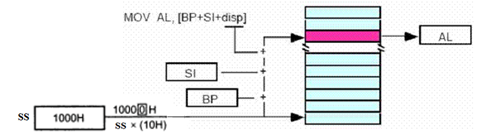 MOV AL, [BP+SI+disp]
AL
+
SI
+
BP
+
SS
1000H
10000H
SS × (10H)